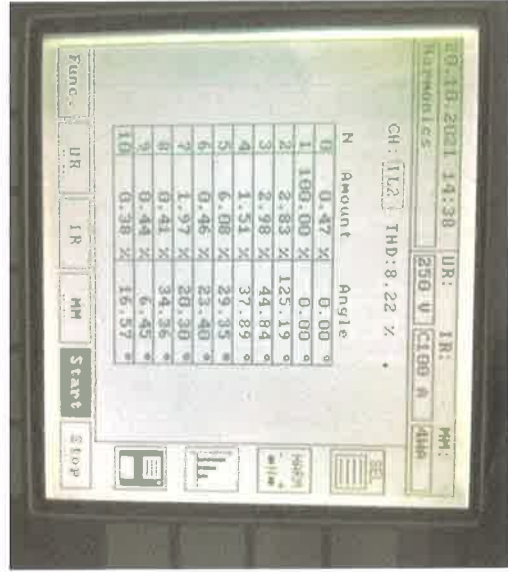 20.10.2021 14:38 UR: IR: MM:
Harmonics 250 V C100 A 4WA
CH: IL2 THD:8.22 %
N Amount Angle
0 0.47 % 0.00 °
1 100.00 % 0.00 °
2 2.83 % 125.19 °
3 2.98 % 44.84 °
4 1.51 % 37.89 °
5 6.08 % 29.35 °
6 0.46 % 23.40 °
7 1.97 % 20.30 °
8 0.41 % 34.36 °
9 0.44 % 6.45 °
10 0.38 % 16.57 °
SEL
Func. UR IR MM Start Stop